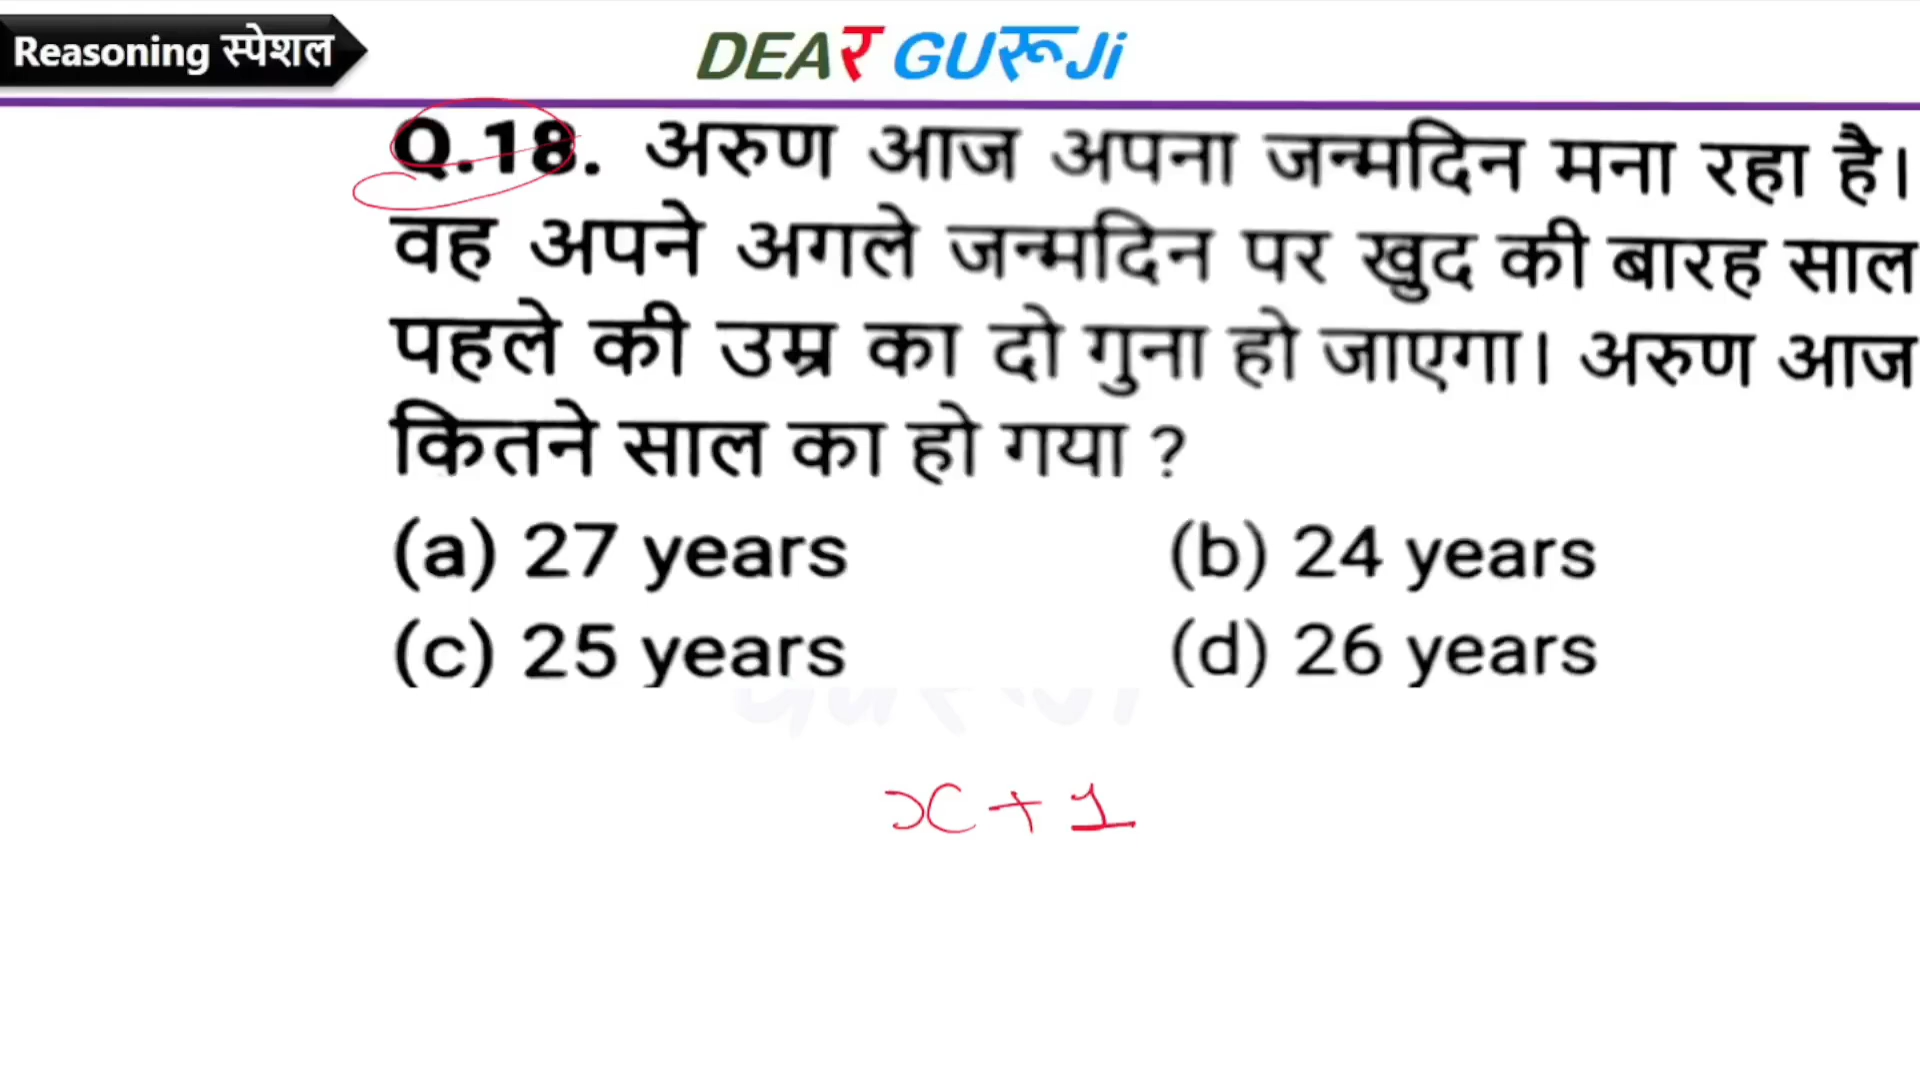 Reasoning स्पेशल
DEAर GUरूJi
Q.18. अरुण आज अपना जन्मदिन मना रहा है।
वह अपने अगले जन्मदिन पर खुद की बारह साल
पहले की उम्र का दो गुना हो जाएगा। अरुण आज
कितने साल का हो गया ?
(a) 27 years (b) 24 years
(c) 25 years (d) 26 years
x + 1